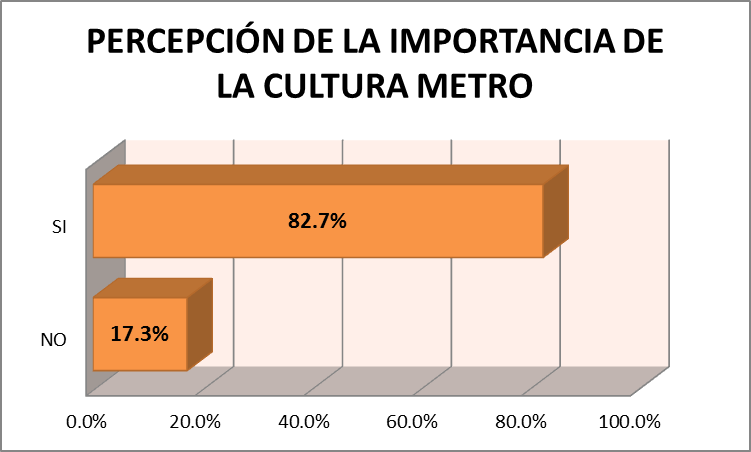 PERCEPCIÓN DE LA IMPORTANCIA DE
LA CULTURA METRO
SI
82.7%
NO
17.3%
0.0%
20.0%
40.0%
60.0%
80.0%
100.0%